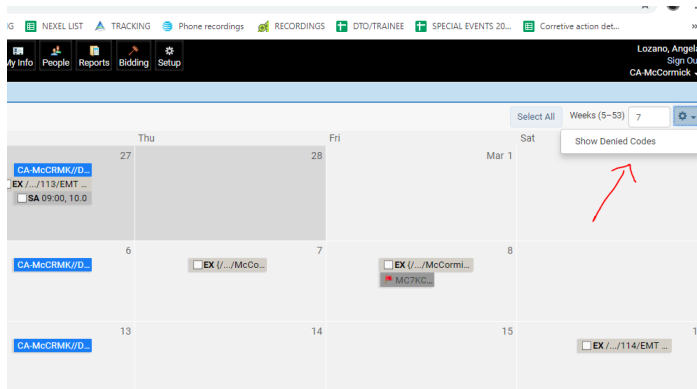 G NEXEL LIST TRACKING Phone recordings RECORDINGS DTO/TRAINEE SPECIAL EVENTS 20... Corretive action det... »
My Info People Reports Bidding Setup
Lozano, Angela
Sign Ou
CA-McCormick
Select All Weeks (5-53) 7
Show Denied Codes
Thu Fri Sat
27 28 Mar 1
CA-McCRMK//D...
EX /.../113/EMT ...
SA 09:00, 10.0
6 7 8
CA-McCRMK//D... EX {/.../McCo... EX {/.../McCormi...
MC7KC...
13 14 15 1
CA-McCRMK//D... EX /.../114/EMT ...